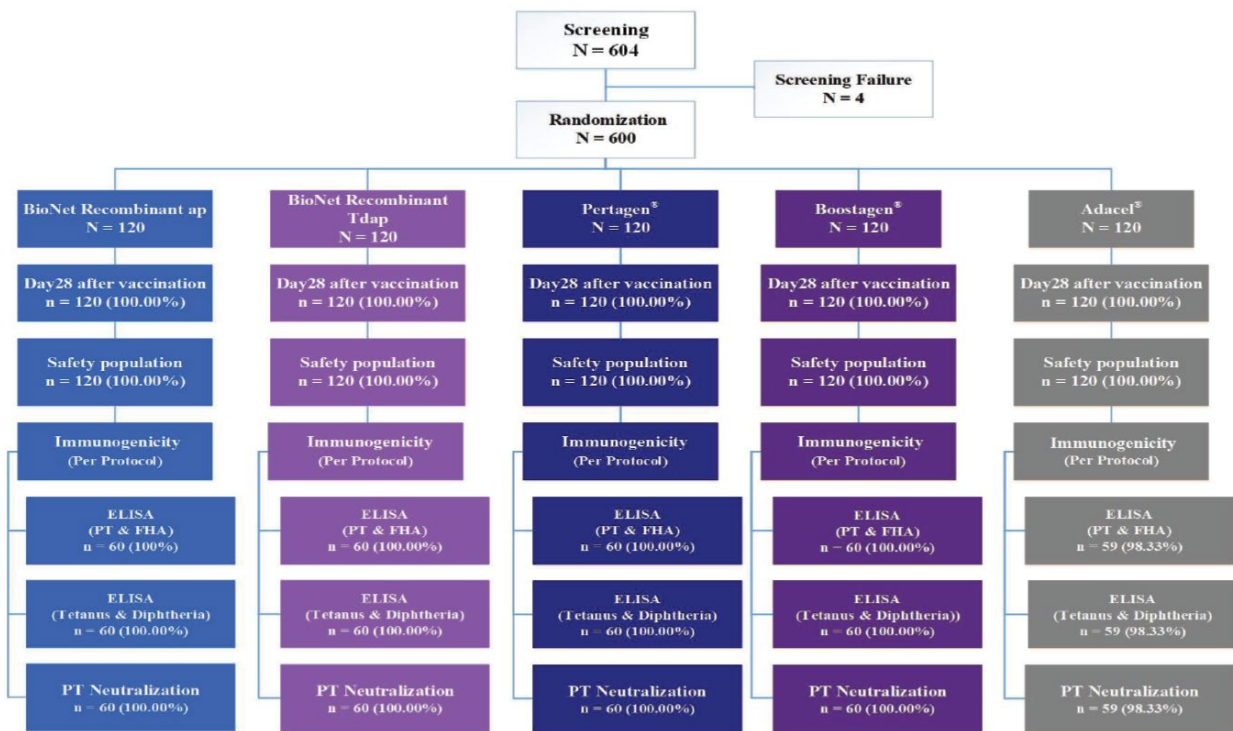 Screening
N = 604
Screening Failure
N = 4
Randomization
N = 600
BioNet Recombinant ap
N = 120
BioNet Recombinant
Tdap
N = 120
Pertagen®
N = 120
Boostagen®
N = 120
Adacel®
N = 120
Day28 after vaccination
n = 120 (100.00%)
Day28 after vaccination
n = 120 (100.00%)
Day28 after vaccination
n = 120 (100.00%)
Day28 after vaccination
n = 120 (100.00%)
Day28 after vaccination
n = 120 (100.00%)
Safety population
n = 120 (100.00%)
Safety population
n = 120 (100.00%)
Safety population
n = 120 (100.00%)
Safety population
n = 120 (100.00%)
Safety population
n = 120 (100.00%)
Immunogenicity
(Per Protocol)
Immunogenicity
(Per Protocol)
Immunogenicity
(Per Protocol)
Immunogenicity
(Per Protocol)
Immunogenicity
(Per Protocol)
ELISA
(PT & FHA)
n = 60 (100%)
ELISA
(PT & FHA)
n = 60 (100.00%)
ELISA
(PT & FHA)
n = 60 (100.00%)
ELISA
(PT & FHA)
n = 60 (100.00%)
ELISA
(PT & FHA)
n = 59 (98.33%)
ELISA
(Tetanus & Diphtheria)
n = 60 (100.00%)
ELISA
(Tetanus & Diphtheria)
n = 60 (100.00%)
ELISA
(Tetanus & Diphtheria)
n = 60 (100.00%)
ELISA
(Tetanus & Diphtheria))
n = 60 (100.00%)
ELISA
(Tetanus & Diphtheria)
n = 59 (98.33%)
PT Neutralization
n = 60 (100.00%)
PT Neutralization
n = 60 (100.00%)
PT Neutralization
n = 60 (100.00%)
PT Neutralization
n = 60 (100.00%)
PT Neutralization
n = 59 (98.33%)